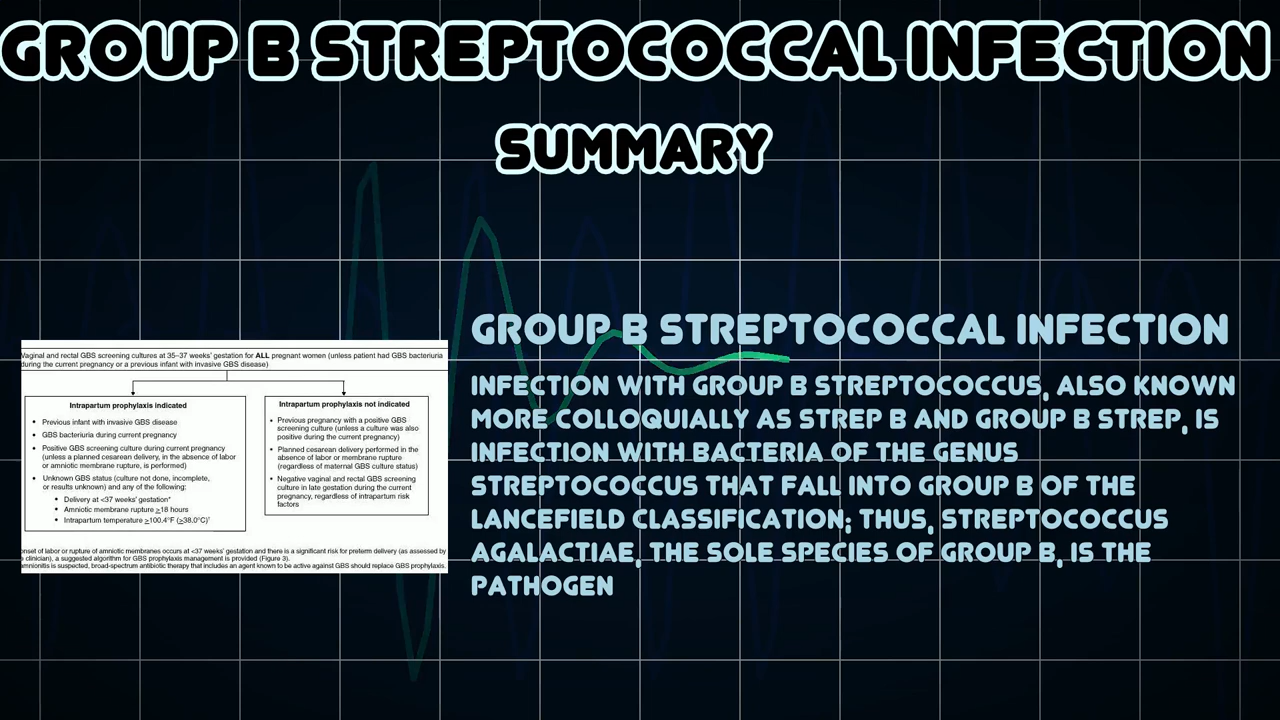 GROUP B STREPTOCOCCAL INFECTION
SUMMARY
Vaginal and rectal GBS screening cultures at 35–37 weeks' gestation for ALL pregnant women (unless patient had GBS bacteriuria
during the current pregnancy or a previous infant with invasive GBS disease)
Intrapartum prophylaxis indicated
• Previous infant with invasive GBS disease
• GBS bacteriuria during current pregnancy
• Positive GBS screening culture during current pregnancy
(unless a planned cesarean delivery, in the absence of labor
or amniotic membrane rupture, is performed)
• Unknown GBS status (culture not done, incomplete,
or results unknown) and any of the following:
• Delivery at <37 weeks' gestation*
• Amniotic membrane rupture ≥18 hours
• Intrapartum temperature ≥100.4°F (≥38.0°C)†
Intrapartum prophylaxis not indicated
• Previous pregnancy with a positive GBS
screening culture (unless a culture was also
positive during the current pregnancy)
• Planned cesarean delivery performed in the
absence of labor or membrane rupture
(regardless of maternal GBS culture status)
• Negative vaginal and rectal GBS screening
culture in late gestation during the current
pregnancy, regardless of intrapartum risk
factors
onset of labor or rupture of amniotic membranes occurs at <37 weeks' gestation and there is a significant risk for preterm delivery (as assessed by
clinician), a suggested algorithm for GBS prophylaxis management is provided (Figure 3).
amnionitis is suspected, broad-spectrum antibiotic therapy that includes an agent known to be active against GBS should replace GBS prophylaxis.
GROUP B STREPTOCOCCAL INFECTION
INFECTION WITH GROUP B STREPTOCOCCUS, ALSO KNOWN
MORE COLLOQUIALLY AS STREP B AND GROUP B STREP, IS
INFECTION WITH BACTERIA OF THE GENUS
STREPTOCOCCUS THAT FALL INTO GROUP B OF THE
LANCEFIELD CLASSIFICATION; THUS, STREPTOCOCCUS
AGALACTIAE, THE SOLE SPECIES OF GROUP B, IS THE
PATHOGEN